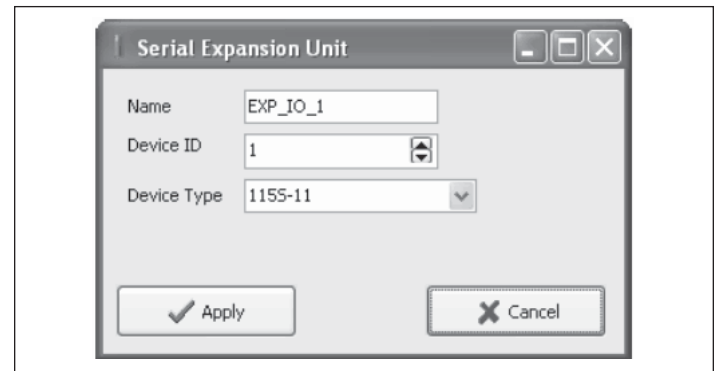 Serial Expansion Unit
Name EXP_IO_1
Device ID 1
Device Type 115S-11
Apply Cancel